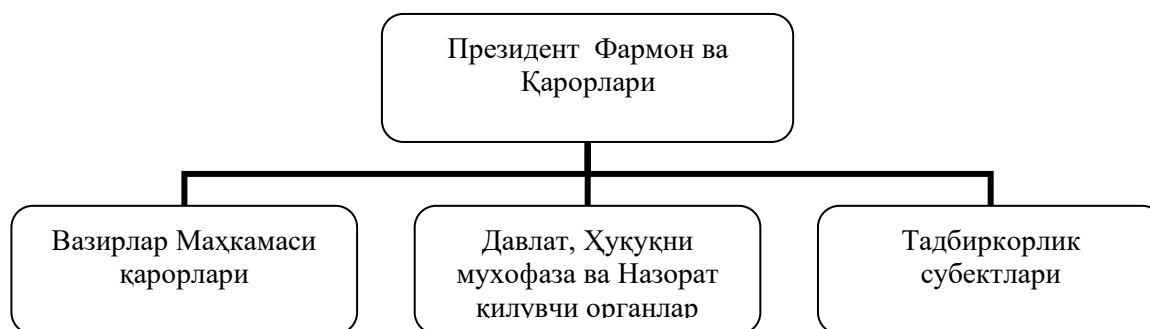 Президент Фармон ва
Қарорлари
Вазирлар Маҳкамаси
қарорлари
Давлат, Ҳуқуқни
мухофаза ва Назорат
қилувчи органлар
Тадбиркорлик
субектлари